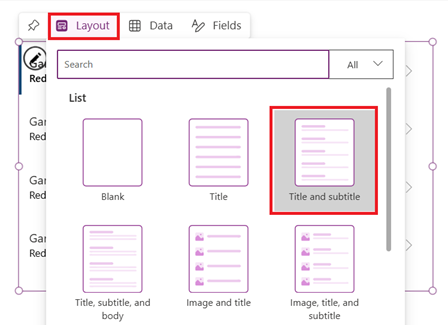 Layout Data Fields
Search All
List
Gar
Red
Gar
Red
Gar
Red
Gar
Red
Blank Title Title and subtitle
Title, subtitle, and
body
Image and title
Image, title, and
subtitle